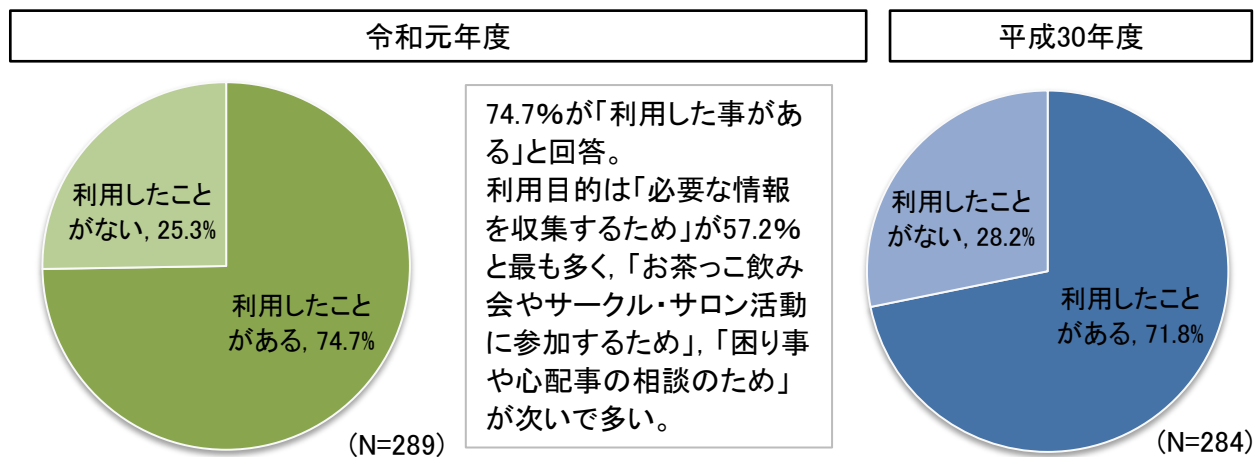 令和元年度
利用したこと
がない, 25.3%
利用したこと
がある, 74.7%
(N=289)
74.7%が「利用した事があ
る」と回答。
利用目的は「必要な情報
を収集するため」が57.2%
と最も多く,「お茶っこ飲み
会やサークル・サロン活動
に参加するため」,「困り事
や心配事の相談のため」
が次いで多い。
平成30年度
利用したこと
がない, 28.2%
利用したこと
がある, 71.8%
(N=284)